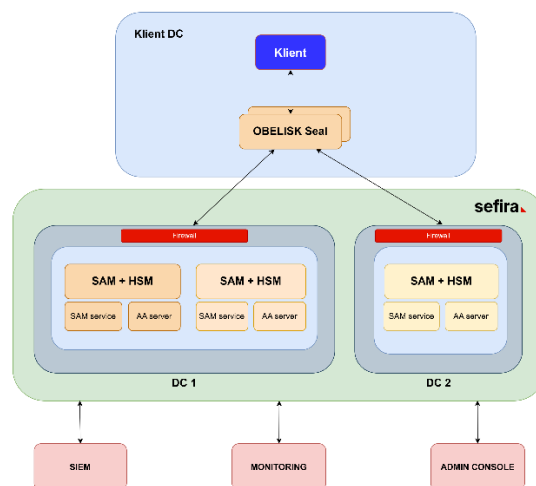 Klient DC
Klient
OBELISK Seal
sefira
Firewall
Firewall
SAM + HSM
SAM + HSM
SAM + HSM
SAM service
AA server
SAM service
AA server
SAM service
AA server
DC 1
DC 2
SIEM
MONITORING
ADMIN CONSOLE